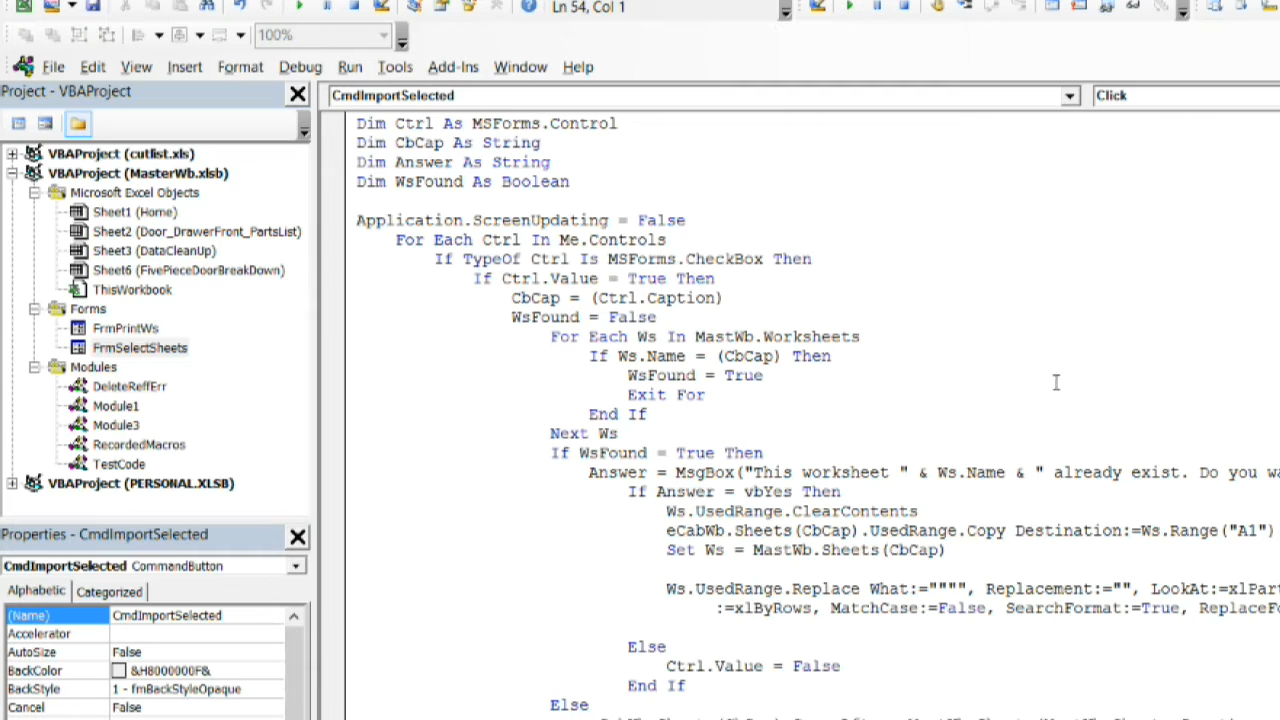 Ln 54, Col 1
100%
File Edit View Insert Format Debug Run Tools Add-Ins Window Help
Project - VBAProject
VBAProject (cutlist.xls)
VBAProject (MasterWb.xlsb)
Microsoft Excel Objects
Sheet1 (Home)
Sheet2 (Door_DrawerFront_PartsList)
Sheet3 (DataCleanUp)
Sheet6 (FivePieceDoorBreakDown)
ThisWorkbook
Forms
FrmPrintWs
FrmSelectSheets
Modules
DeleteReffErr
Module1
Module3
RecordedMacros
TestCode
VBAProject (PERSONAL.XLSB)
Properties - CmdImportSelected
CmdImportSelected CommandButton
Alphabetic Categorized
(Name) CmdImportSelected
Accelerator
AutoSize False
BackColor &H8000000F&
BackStyle 1 - fmBackStyleOpaque
Cancel False
CmdImportSelected Click
Dim Ctrl As MSForms.Control
Dim CbCap As String
Dim Answer As String
Dim WsFound As Boolean
Application.ScreenUpdating = False
For Each Ctrl In Me.Controls
If TypeOf Ctrl Is MSForms.CheckBox Then
If Ctrl.Value = True Then
CbCap = (Ctrl.Caption)
WsFound = False
For Each Ws In MastWb.Worksheets
If Ws.Name = (CbCap) Then
WsFound = True
Exit For
End If
Next Ws
If WsFound = True Then
Answer = MsgBox("This worksheet " & Ws.Name & " already exist. Do you wa
If Answer = vbYes Then
Ws.UsedRange.ClearContents
eCabWb.Sheets(CbCap).UsedRange.Copy Destination:=Ws.Range("A1")
Set Ws = MastWb.Sheets(CbCap)
Ws.UsedRange.Replace What:="""", Replacement:="", LookAt:=xlPart
:=xlByRows, MatchCase:=False, SearchFormat:=True, ReplaceFo
Else
Ctrl.Value = False
End If
Else